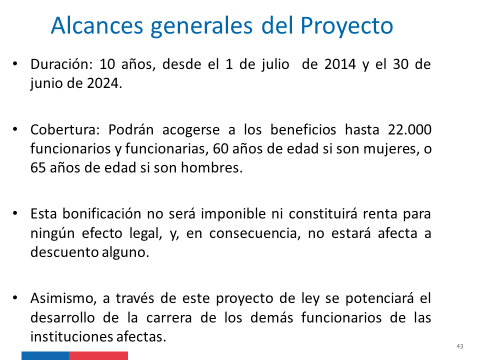 Alcances generales del Proyecto
• Duración: 10 años, desde el 1 de julio de 2014 y el 30 de
junio de 2024.
• Cobertura: Podrán acogerse a los beneficios hasta 22.000
funcionarios y funcionarias, 60 años de edad si son mujeres, o
65 años de edad si son hombres.
• Esta bonificación no será imponible ni constituirá renta para
ningún efecto legal, y, en consecuencia, no estará afecta a
descuento alguno.
• Asimismo, a través de este proyecto de ley se potenciará el
desarrollo de la carrera de los demás funcionarios de las
instituciones afectas.
43